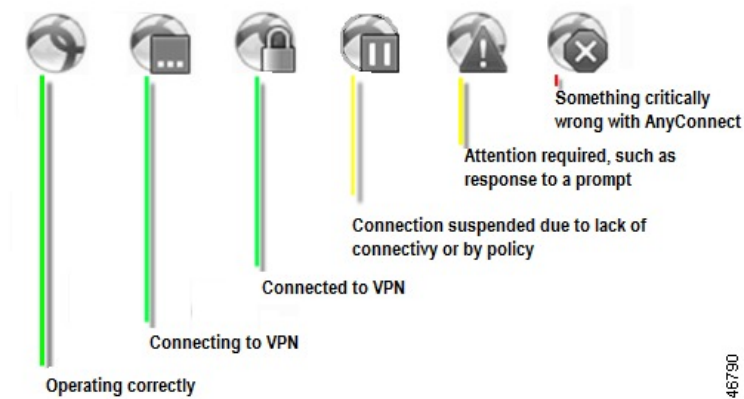 Something critically
wrong with AnyConnect
Attention required, such as
response to a prompt
Connection suspended due to lack of
connectivy or by policy
Connected to VPN
Connecting to VPN
Operating correctly
46790